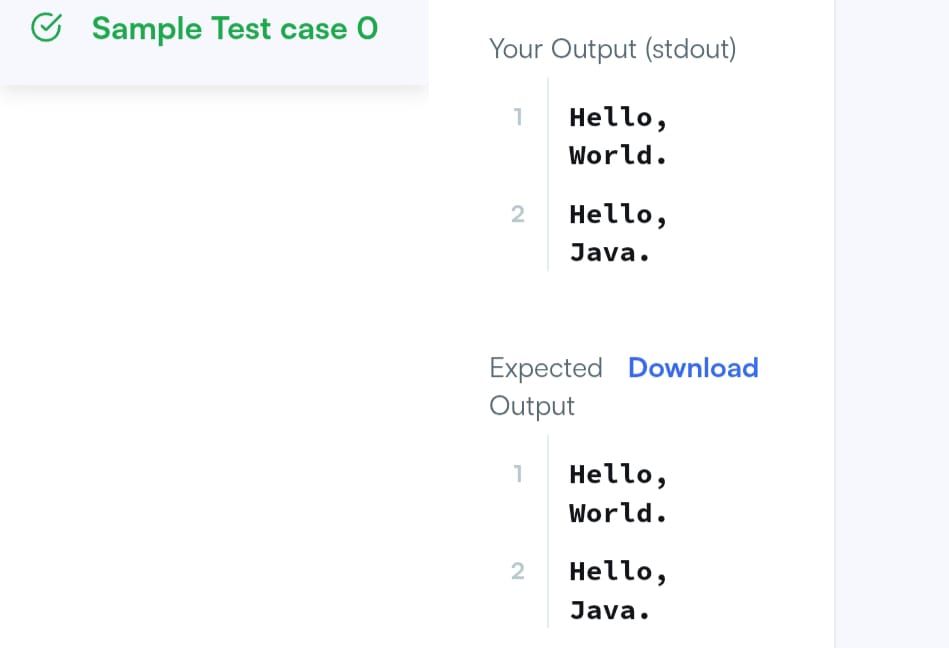 Sample Test case 0
Your Output (stdout)
1 Hello,
World.
2 Hello,
Java.
Expected Download
Output
1 Hello,
World.
2 Hello,
Java.